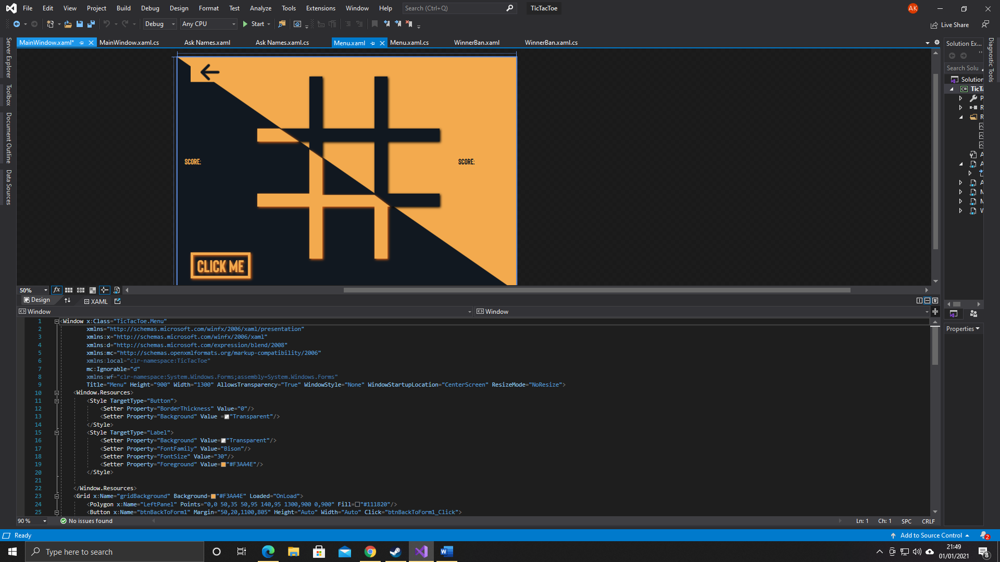 File Edit View Project Build Debug Design Format Test Analyze Tools Extensions Window Help Search (Ctrl+Q) TicTacToe AK
Debug Any CPU Start Live Share
MainWindow.xaml* MainWindow.xaml.cs Ask Names.xaml Ask Names.xaml.cs Menu.xaml Menu.xaml.cs WinnerBan.xaml WinnerBan.xaml.cs
Server Explorer
Toolbox
Document Outline
Data Sources
SCORE:
SCORE:
CLICK ME
Solution Ex...
Search Solu
Solution
TicTa
P
R
R
A
A
A
M
M
W
Diagnostic Tools
Properties
50% fx
Design XAML
Window Window
1 <Window x:Class="TicTacToe.Menu"
2 xmlns="http://schemas.microsoft.com/winfx/2006/xaml/presentation"
3 xmlns:x="http://schemas.microsoft.com/winfx/2006/xaml"
4 xmlns:d="http://schemas.microsoft.com/expression/blend/2008"
5 xmlns:mc="http://schemas.openxmlformats.org/markup-compatibility/2006"
6 xmlns:local="clr-namespace:TicTacToe"
7 mc:Ignorable="d"
8 xmlns:wf="clr-namespace:System.Windows.Forms;assembly=System.Windows.Forms"
9 Title="Menu" Height="900" Width="1300" AllowsTransparency="True" WindowStyle="None" WindowStartupLocation="CenterScreen" ResizeMode="NoResize">
10 <Window.Resources>
11 <Style TargetType="Button">
12 <Setter Property="BorderThickness" Value="0"/>
13 <Setter Property="Background" Value ="Transparent"/>
14 </Style>
15 <Style TargetType="Label">
16 <Setter Property="Background" Value="Transparent"/>
17 <Setter Property="FontFamily" Value="Bison"/>
18 <Setter Property="FontSize" Value="30"/>
19 <Setter Property="Foreground" Value="#F3AA4E"/>
20 </Style>
21
22 </Window.Resources>
23 <Grid x:Name="gridBackground" Background="#F3AA4E" Loaded="OnLoad">
24 <Polygon x:Name="LeftPanel" Points="0,0 50,35 50,95 140,95 1300,900 0,900" Fill="#111820"/>
25 <Button x:Name="btnBackToForm1" Margin="50,20,1100,805" Height="Auto" Width="Auto" Click="btnBackToForm1_Click">
90 % No issues found Ln: 1 Ch: 1 SPC CRLF
Ready Add to Source Control 2
Type here to search
21:49
01/01/2021
8